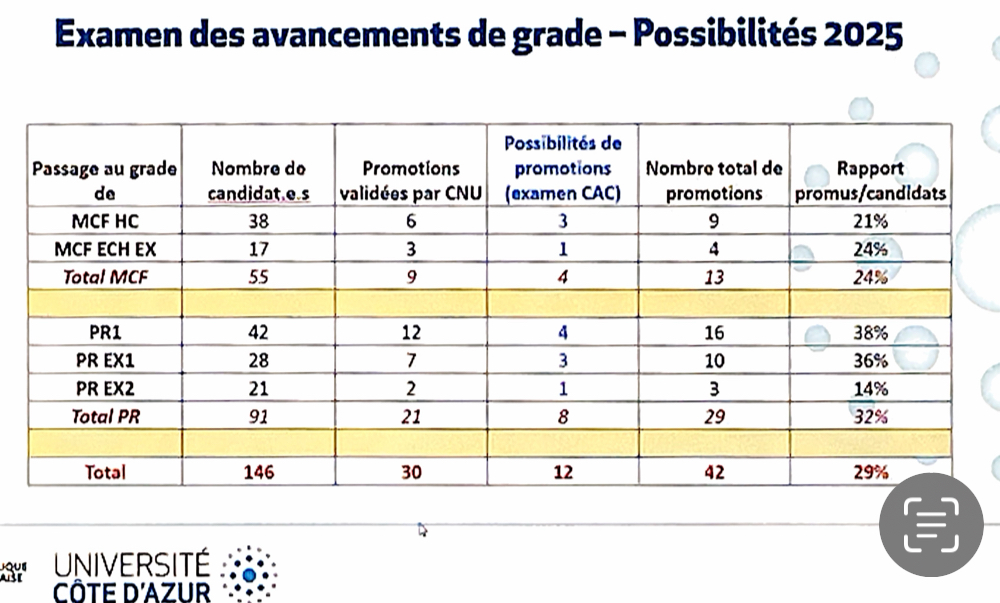 Examen des avancements de grade – Possibilités 2025
Passage au grade de | Nombre de candidat.e.s | Promotions validées par CNU | Possibilités de promotions (examen CAC) | Nombre total de promotions | Rapport promus/candidats
MCF HC | 38 | 6 | 3 | 9 | 21%
MCF ECH EX | 17 | 3 | 1 | 4 | 24%
Total MCF | 55 | 9 | 4 | 13 | 24%
PR1 | 42 | 12 | 4 | 16 | 38%
PR EX1 | 28 | 7 | 3 | 10 | 36%
PR EX2 | 21 | 2 | 1 | 3 | 14%
Total PR | 91 | 21 | 8 | 29 | 32%
Total | 146 | 30 | 12 | 42 | 29%
UNIVERSITÉ
CÔTE D'AZUR